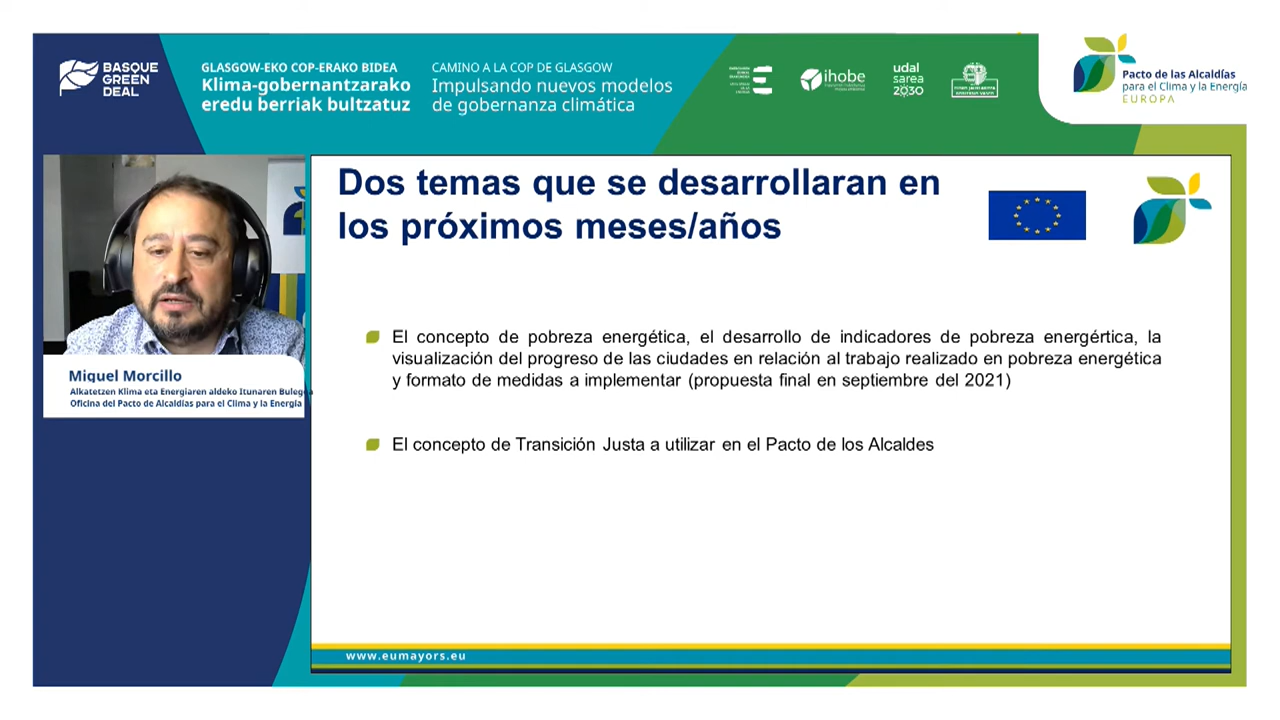 BASQUE
GREEN
DEAL
GLASGOW-EKO COP-ERAKO BIDEA
Klima-gobernantzarako
eredu berriak bultzatuz
CAMINO A LA COP DE GLASGOW
Impulsando nuevos modelos
de gobernanza climática
ihobe
udal
sarea
2030
Pacto de las Alcaldías
para el Clima y la Energía
EUROPA
Dos temas que se desarrollaran en
los próximos meses/años
El concepto de pobreza energética, el desarrollo de indicadores de pobreza energértica, la
visualización del progreso de las ciudades en relación al trabajo realizado en pobreza energética
y formato de medidas a implementar (propuesta final en septiembre del 2021)
El concepto de Transición Justa a utilizar en el Pacto de los Alcaldes
Miquel Morcillo
Alkatetzen Klima eta Energiaren aldeko Itunaren Bulegoa
Oficina del Pacto de Alcaldías para el Clima y la Energía
www.eumayors.eu